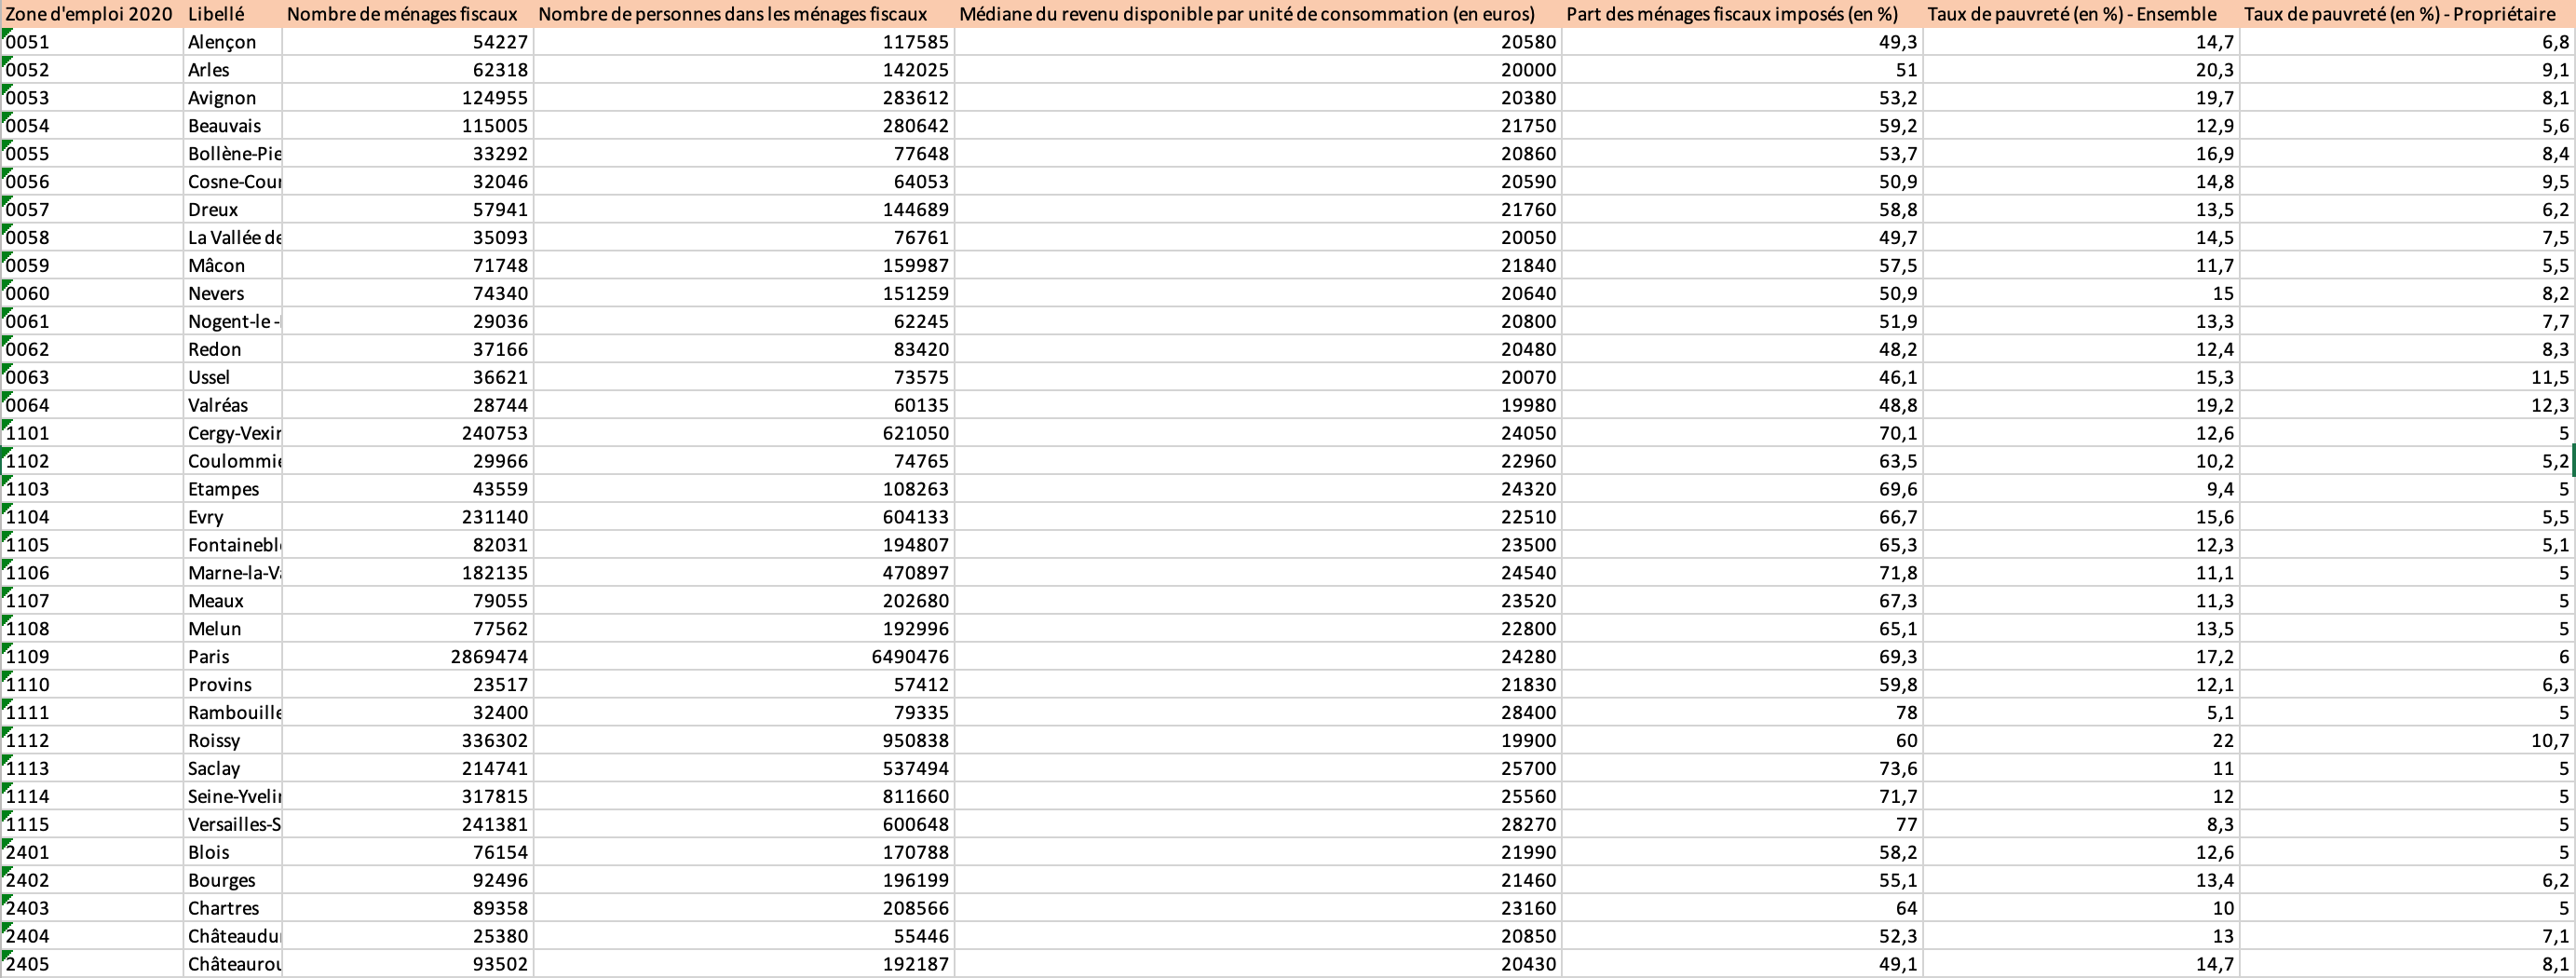 Zone d'emploi 2020 Libellé Nombre de ménages fiscaux Nombre de personnes dans les ménages fiscaux Médiane du revenu disponible par unité de consommation (en euros) Part des ménages fiscaux imposés (en %) Taux de pauvreté (en %) - Ensemble Taux de pauvreté (en %) - Propriétaire
0051 Alençon 54227 117585 20580 49,3 14,7 6,8
0052 Arles 62318 142025 20000 51 20,3 9,1
0053 Avignon 124955 283612 20380 53,2 19,7 8,1
0054 Beauvais 115005 280642 21750 59,2 12,9 5,6
0055 Bollène-Pie 33292 77648 20860 53,7 16,9 8,4
0056 Cosne-Cour 32046 64053 20590 50,9 14,8 9,5
0057 Dreux 57941 144689 21760 58,8 13,5 6,2
0058 La Vallée de 35093 76761 20050 49,7 14,5 7,5
0059 Mâcon 71748 159987 21840 57,5 11,7 5,5
0060 Nevers 74340 151259 20640 50,9 15 8,2
0061 Nogent-le - 29036 62245 20800 51,9 13,3 7,7
0062 Redon 37166 83420 20480 48,2 12,4 8,3
0063 Ussel 36621 73575 20070 46,1 15,3 11,5
0064 Valréas 28744 60135 19980 48,8 19,2 12,3
1101 Cergy-Vexin 240753 621050 24050 70,1 12,6 5
1102 Coulommie 29966 74765 22960 63,5 10,2 5,2
1103 Etampes 43559 108263 24320 69,6 9,4 5
1104 Evry 231140 604133 22510 66,7 15,6 5,5
1105 Fontaineble 82031 194807 23500 65,3 12,3 5,1
1106 Marne-la-Va 182135 470897 24540 71,8 11,1 5
1107 Meaux 79055 202680 23520 67,3 11,3 5
1108 Melun 77562 192996 22800 65,1 13,5 5
1109 Paris 2869474 6490476 24280 69,3 17,2 6
1110 Provins 23517 57412 21830 59,8 12,1 6,3
1111 Rambouille 32400 79335 28400 78 5,1 5
1112 Roissy 336302 950838 19900 60 22 10,7
1113 Saclay 214741 537494 25700 73,6 11 5
1114 Seine-Yvelin 317815 811660 25560 71,7 12 5
1115 Versailles-S 241381 600648 28270 77 8,3 5
2401 Blois 76154 170788 21990 58,2 12,6 5
2402 Bourges 92496 196199 21460 55,1 13,4 6,2
2403 Chartres 89358 208566 23160 64 10 5
2404 Châteaudu 25380 55446 20850 52,3 13 7,1
2405 Châteaurou 93502 192187 20430 49,1 14,7 8,1